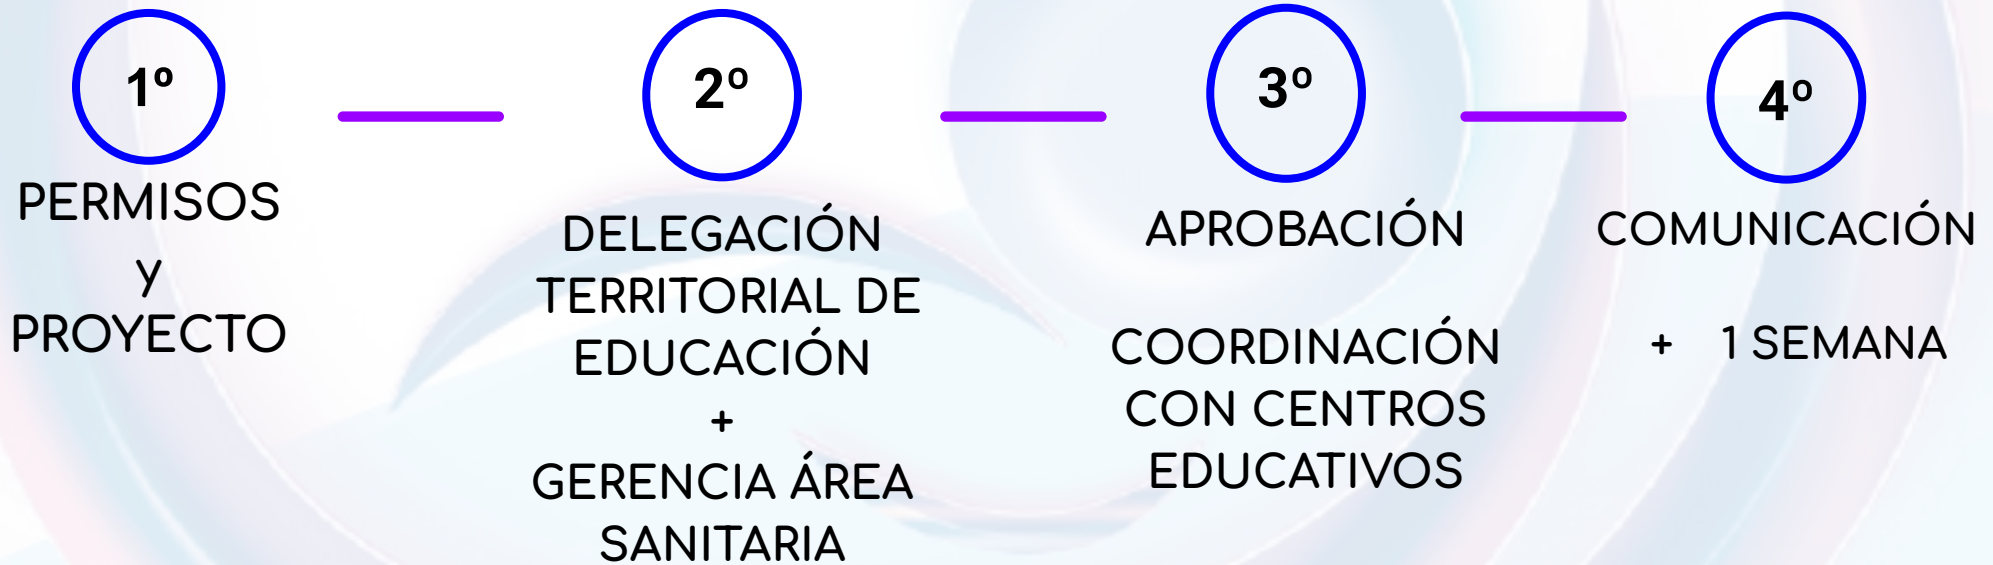 1º
PERMISOS
y
PROYECTO
2º
DELEGACIÓN
TERRITORIAL DE
EDUCACIÓN
+
GERENCIA ÁREA
SANITARIA
3º
APROBACIÓN
COORDINACIÓN
CON CENTROS
EDUCATIVOS
4º
COMUNICACIÓN
+ 1 SEMANA